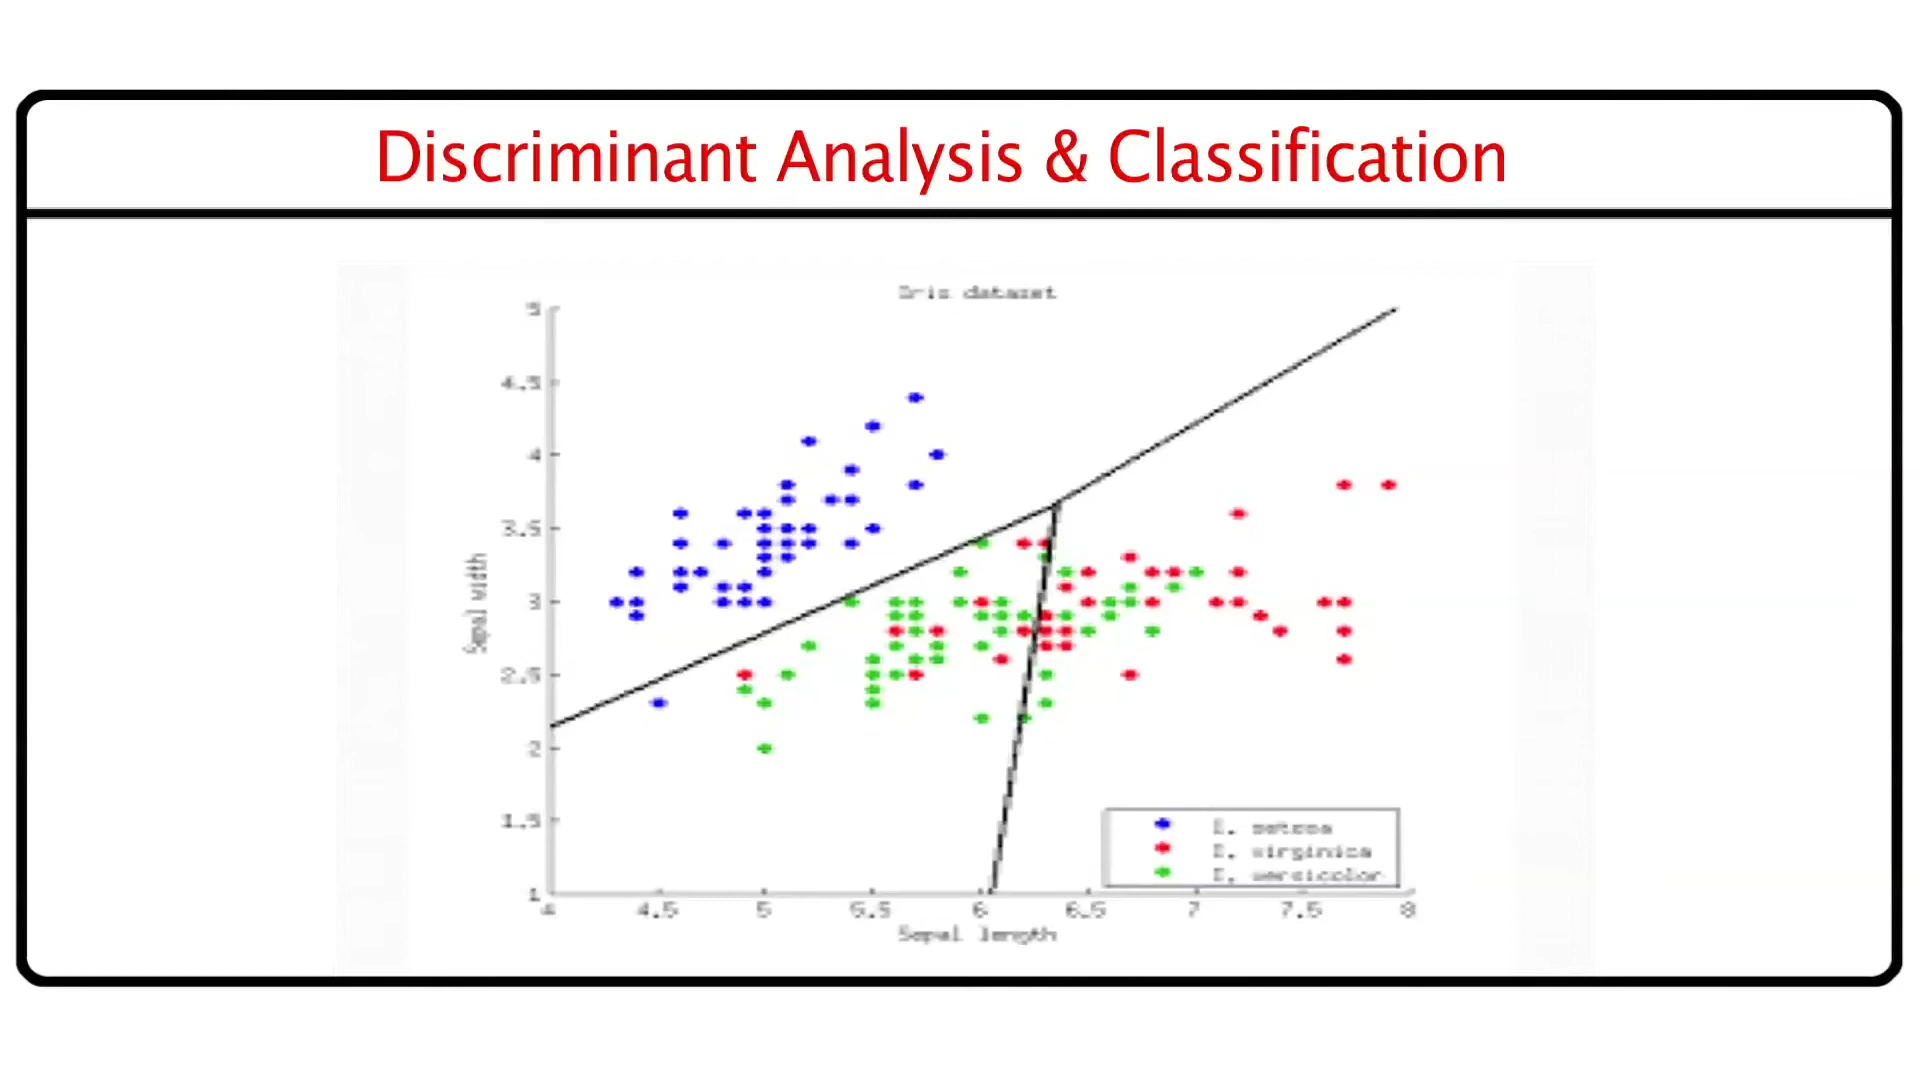 Discriminant Analysis & Classification
Iris dataset
5
4.5
4
3.5
3
2.5
2
1.5
1
Sepal width
4 4.5 5 5.5 6 6.5 7 7.5 8
Sepal length
I. setosa
I. virginica
I. versicolor